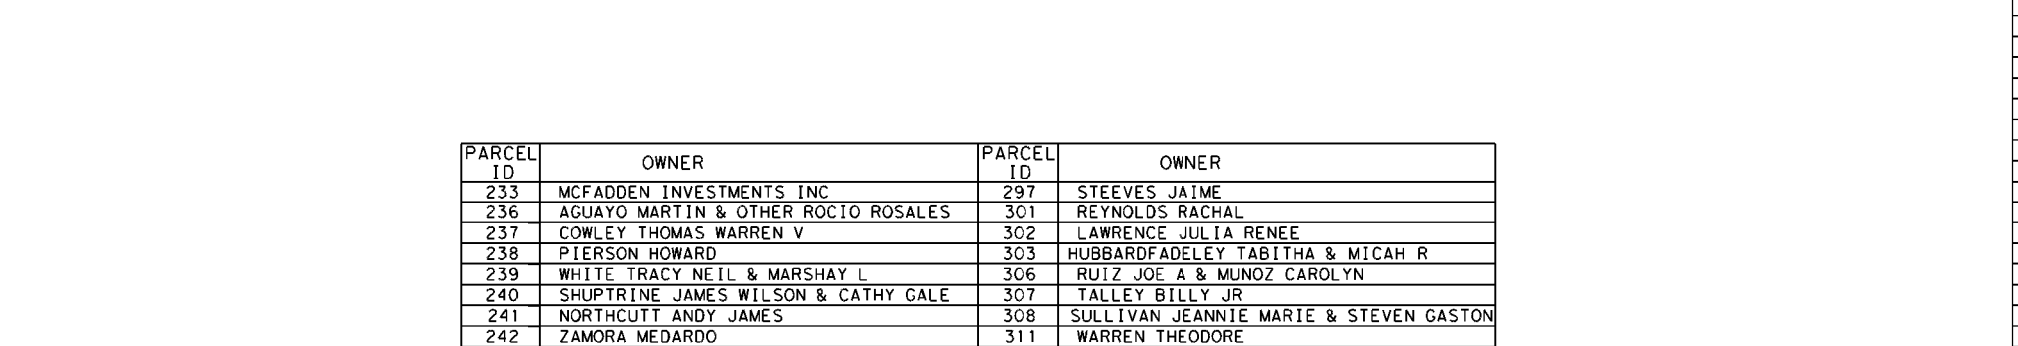 PARCEL ID OWNER PARCEL ID OWNER
233 MCFADDEN INVESTMENTS INC 297 STEEVES JAIME
236 AGUAYO MARTIN & OTHER ROCIO ROSALES 301 REYNOLDS RACHAL
237 COWLEY THOMAS WARREN V 302 LAWRENCE JULIA RENEE
238 PIERSON HOWARD 303 HUBBARDFADELEY TABITHA & MICAH R
239 WHITE TRACY NEIL & MARSHAY L 306 RUIZ JOE A & MUNOZ CAROLYN
240 SHUPTRINE JAMES WILSON & CATHY GALE 307 TALLEY BILLY JR
241 NORTHCUTT ANDY JAMES 308 SULLIVAN JEANNIE MARIE & STEVEN GASTON
242 ZAMORA MEDARDO 311 WARREN THEODORE